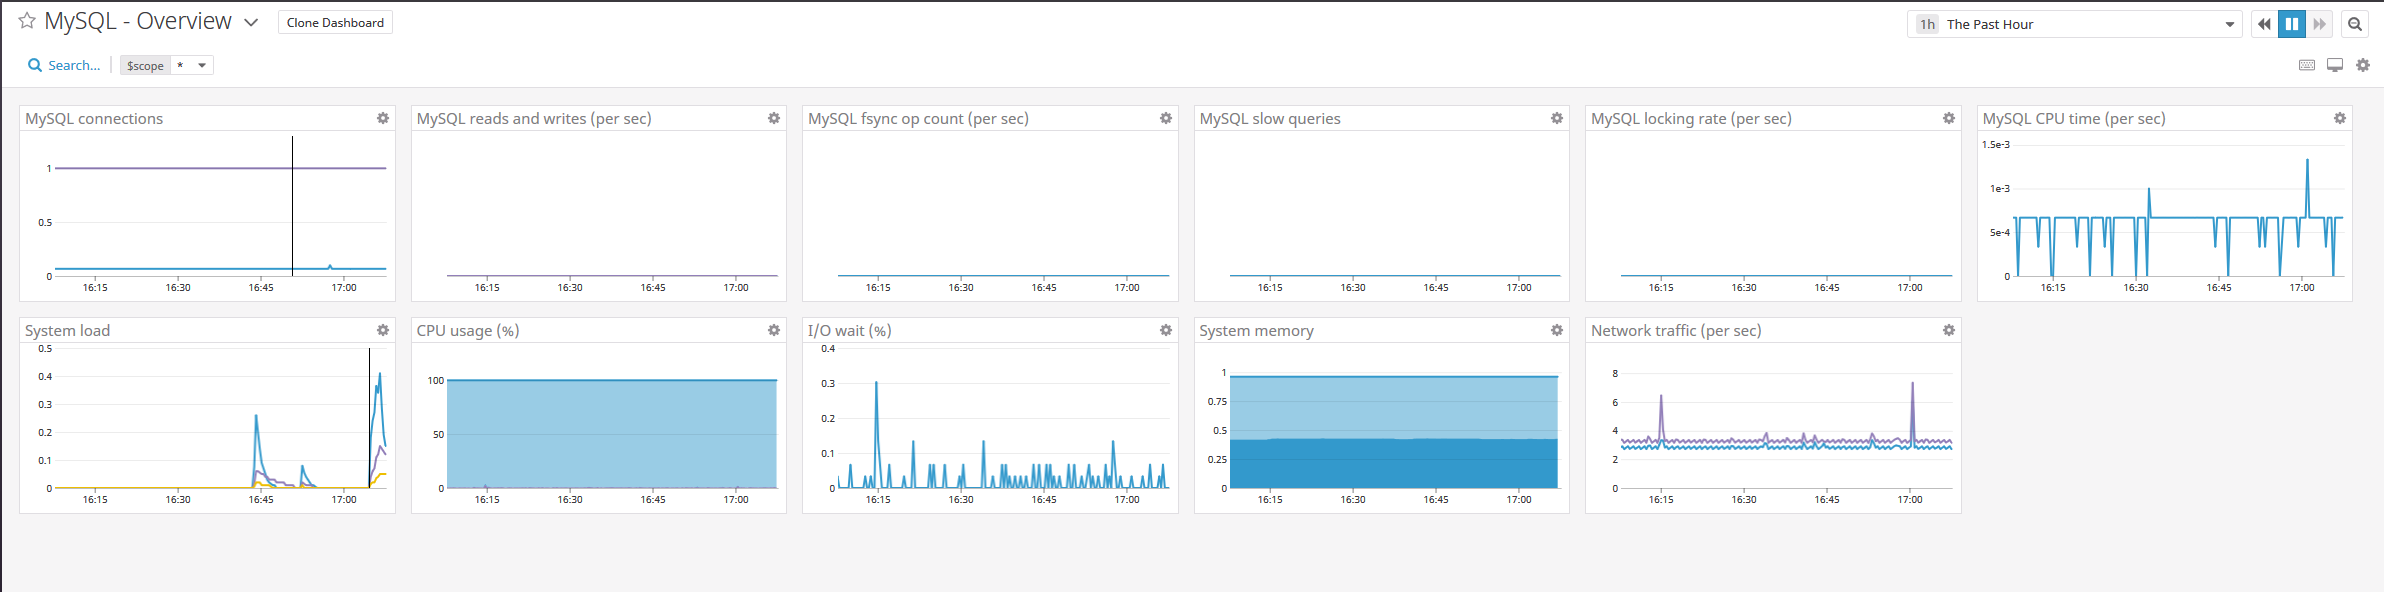 MySQL - Overview
Clone Dashboard
1h The Past Hour
Search...
$scope *
MySQL connections
1
0.5
0
16:15 16:30 16:45 17:00
MySQL reads and writes (per sec)
16:15 16:30 16:45 17:00
MySQL fsync op count (per sec)
16:15 16:30 16:45 17:00
MySQL slow queries
16:15 16:30 16:45 17:00
MySQL locking rate (per sec)
16:15 16:30 16:45 17:00
MySQL CPU time (per sec)
1.5e-3
1e-3
5e-4
0
16:15 16:30 16:45 17:00
System load
0.5
0.4
0.3
0.2
0.1
0
16:15 16:30 16:45 17:00
CPU usage (%)
100
50
0
16:15 16:30 16:45 17:00
I/O wait (%)
0.4
0.3
0.2
0.1
0
16:15 16:30 16:45 17:00
System memory
1
0.75
0.5
0.25
0
16:15 16:30 16:45 17:00
Network traffic (per sec)
8
6
4
2
0
16:15 16:30 16:45 17:00